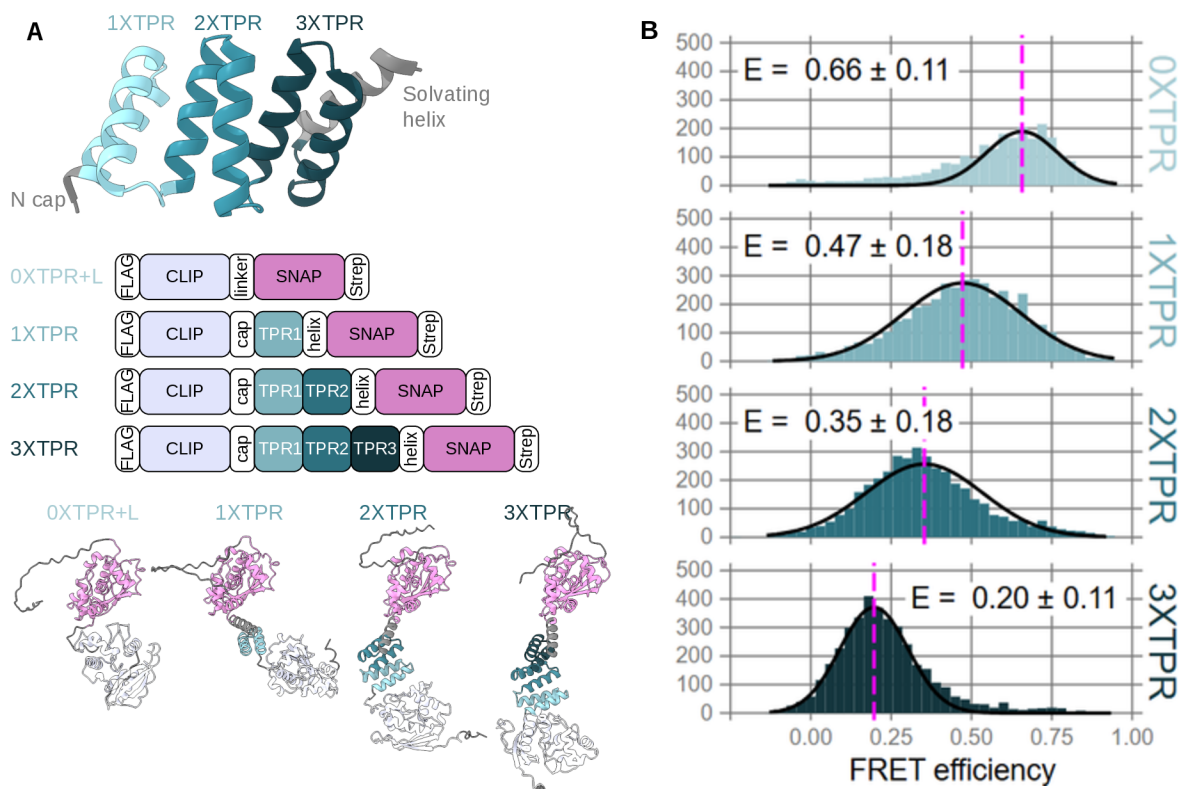 A
1XTPR 2XTPR 3XTPR
Solvating
helix
N cap
0XTPR+L FLAG CLIP linker SNAP Strep
1XTPR FLAG CLIP cap TPR1 helix SNAP Strep
2XTPR FLAG CLIP cap TPR1 TPR2 helix SNAP Strep
3XTPR FLAG CLIP cap TPR1 TPR2 TPR3 helix SNAP Strep
0XTPR+L 1XTPR 2XTPR 3XTPR
B
500
400
300
200
100
0
E = 0.66 ± 0.11
0XTPR
500
400
300
200
100
0
E = 0.47 ± 0.18
1XTPR
500
400
300
200
100
0
E = 0.35 ± 0.18
2XTPR
500
400
300
200
100
0
E = 0.20 ± 0.11
3XTPR
0.00 0.25 0.50 0.75 1.00
FRET efficiency